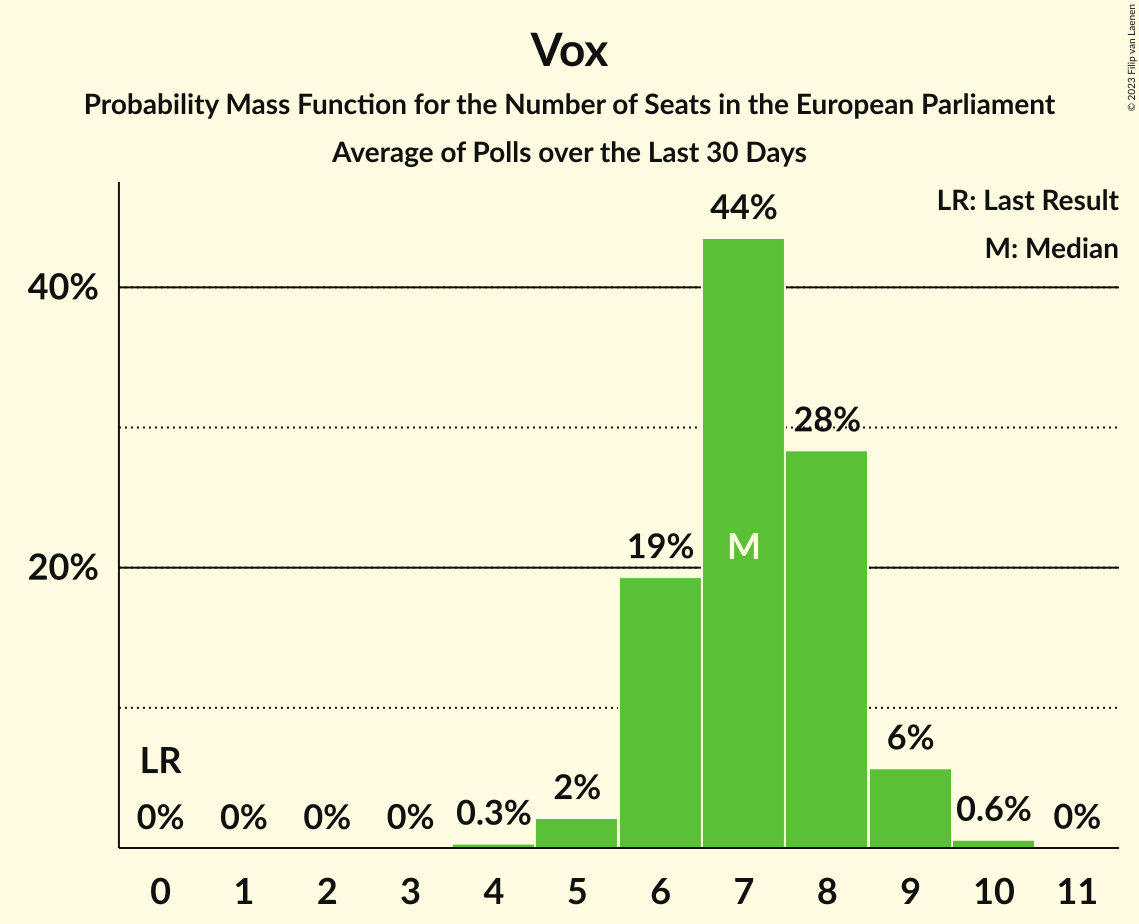 Vox
Probability Mass Function for the Number of Seats in the European Parliament
Average of Polls over the Last 30 Days
© 2023 Filip van Laenen
LR: Last Result
M: Median
44%
40%
28%
19%
M
20%
6%
LR
2%
0% 0% 0% 0% 0.3% 0.6% 0%
0 1 2 3 4 5 6 7 8 9 10 11